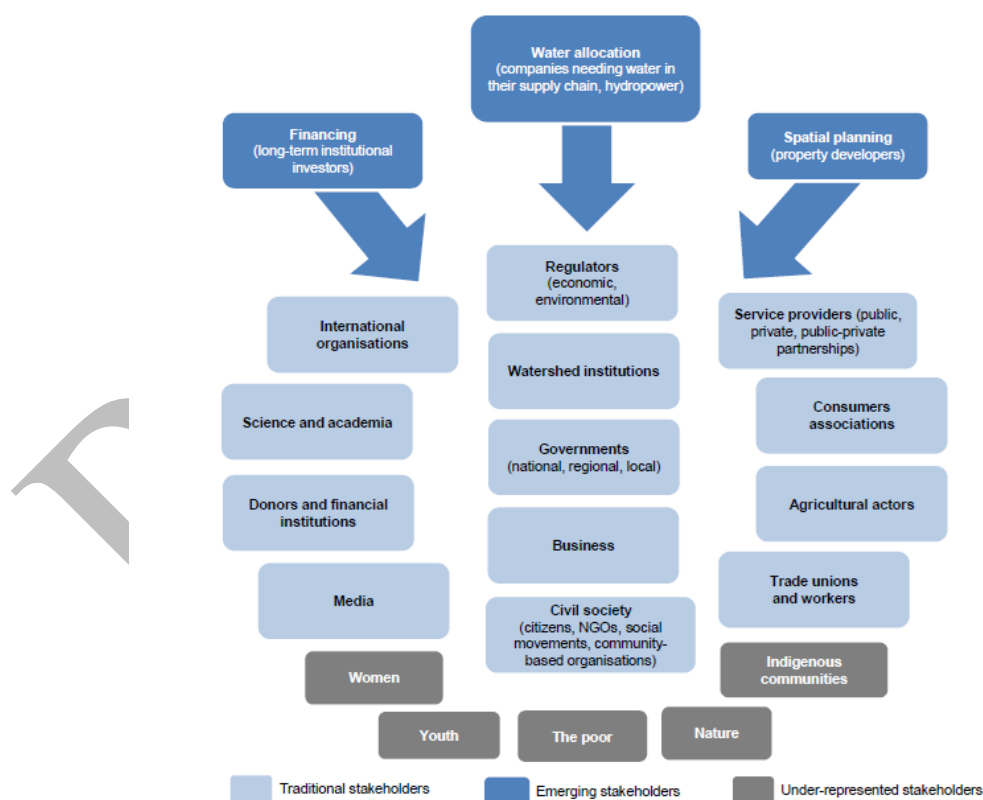 Water allocation
(companies needing water in
their supply chain, hydropower)
Financing
(long-term institutional
investors)
Spatial planning
(property developers)
Regulators
(economic,
environmental)
International
organisations
Service providers (public,
private, public-private
partnerships)
Watershed institutions
Science and academia
Consumers
associations
Governments
(national, regional, local)
Donors and financial
institutions
Agricultural actors
Business
Media
Trade unions
and workers
Civil society
(citizens, NGOs, social
movements, community-
based organisations)
Women
Indigenous
communities
Youth
The poor
Nature
Traditional stakeholders
Emerging stakeholders
Under-represented stakeholders